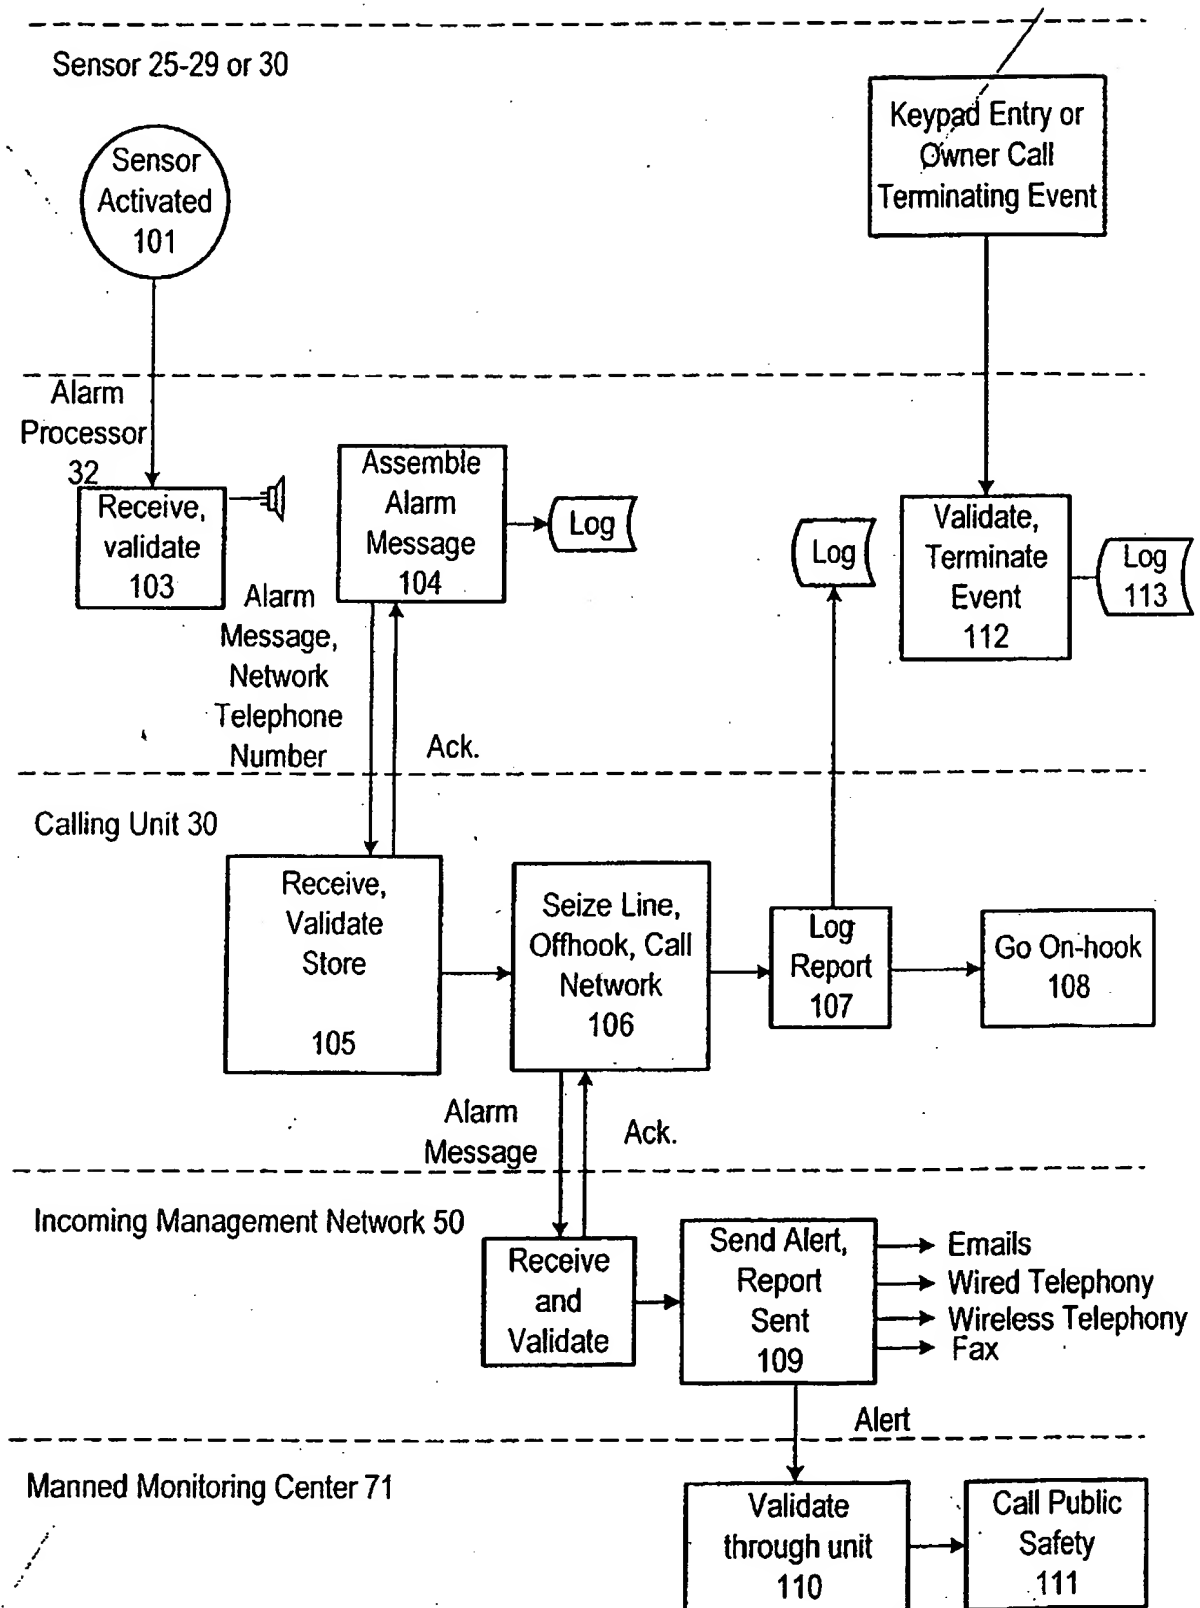 Sensor 25-29 or 30
Sensor
Activated
101
Keypad Entry or
Owner Call
Terminating Event
Alarm
Processor
32
Receive,
validate
103
Assemble
Alarm
Message
104
Log
Log
Validate,
Terminate
Event
112
Log
113
Alarm
Message,
Network
Telephone
Number
Ack.
Calling Unit 30
Receive,
Validate
Store
105
Seize Line,
Offhook, Call
Network
106
Log
Report
107
Go On-hook
108
Alarm
Message
Ack.
Incoming Management Network 50
Receive
and
Validate
Send Alert,
Report
Sent
109
Emails
Wired Telephony
Wireless Telephony
Fax
Alert
Manned Monitoring Center 71
Validate
through unit
110
Call Public
Safety
111